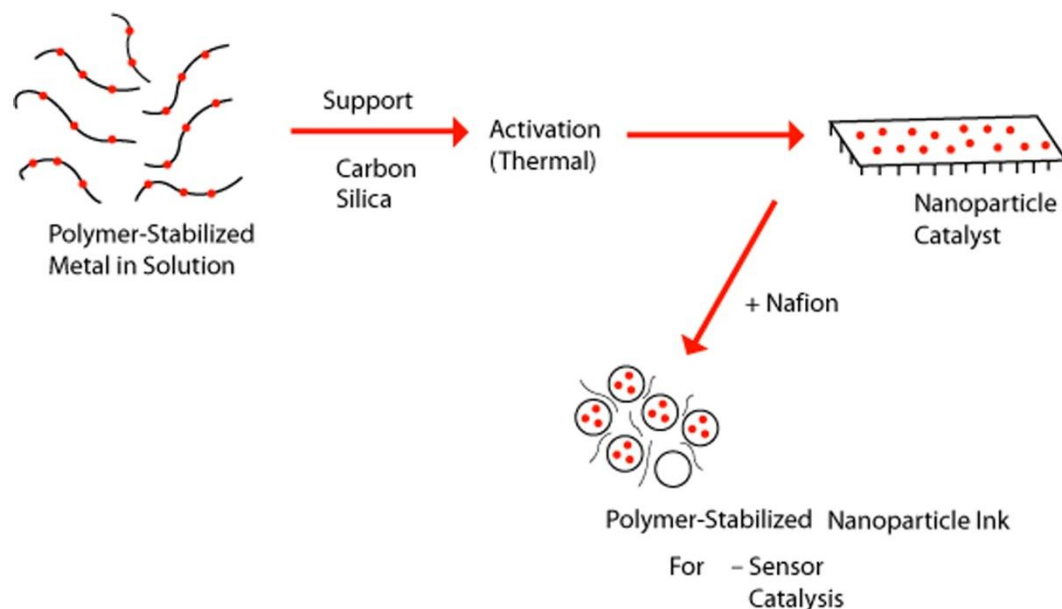 Support
Carbon
Silica
Activation
(Thermal)
Polymer-Stabilized
Metal in Solution
Nanoparticle
Catalyst
+ Nafion
Polymer-Stabilized Nanoparticle Ink
For – Sensor
Catalysis